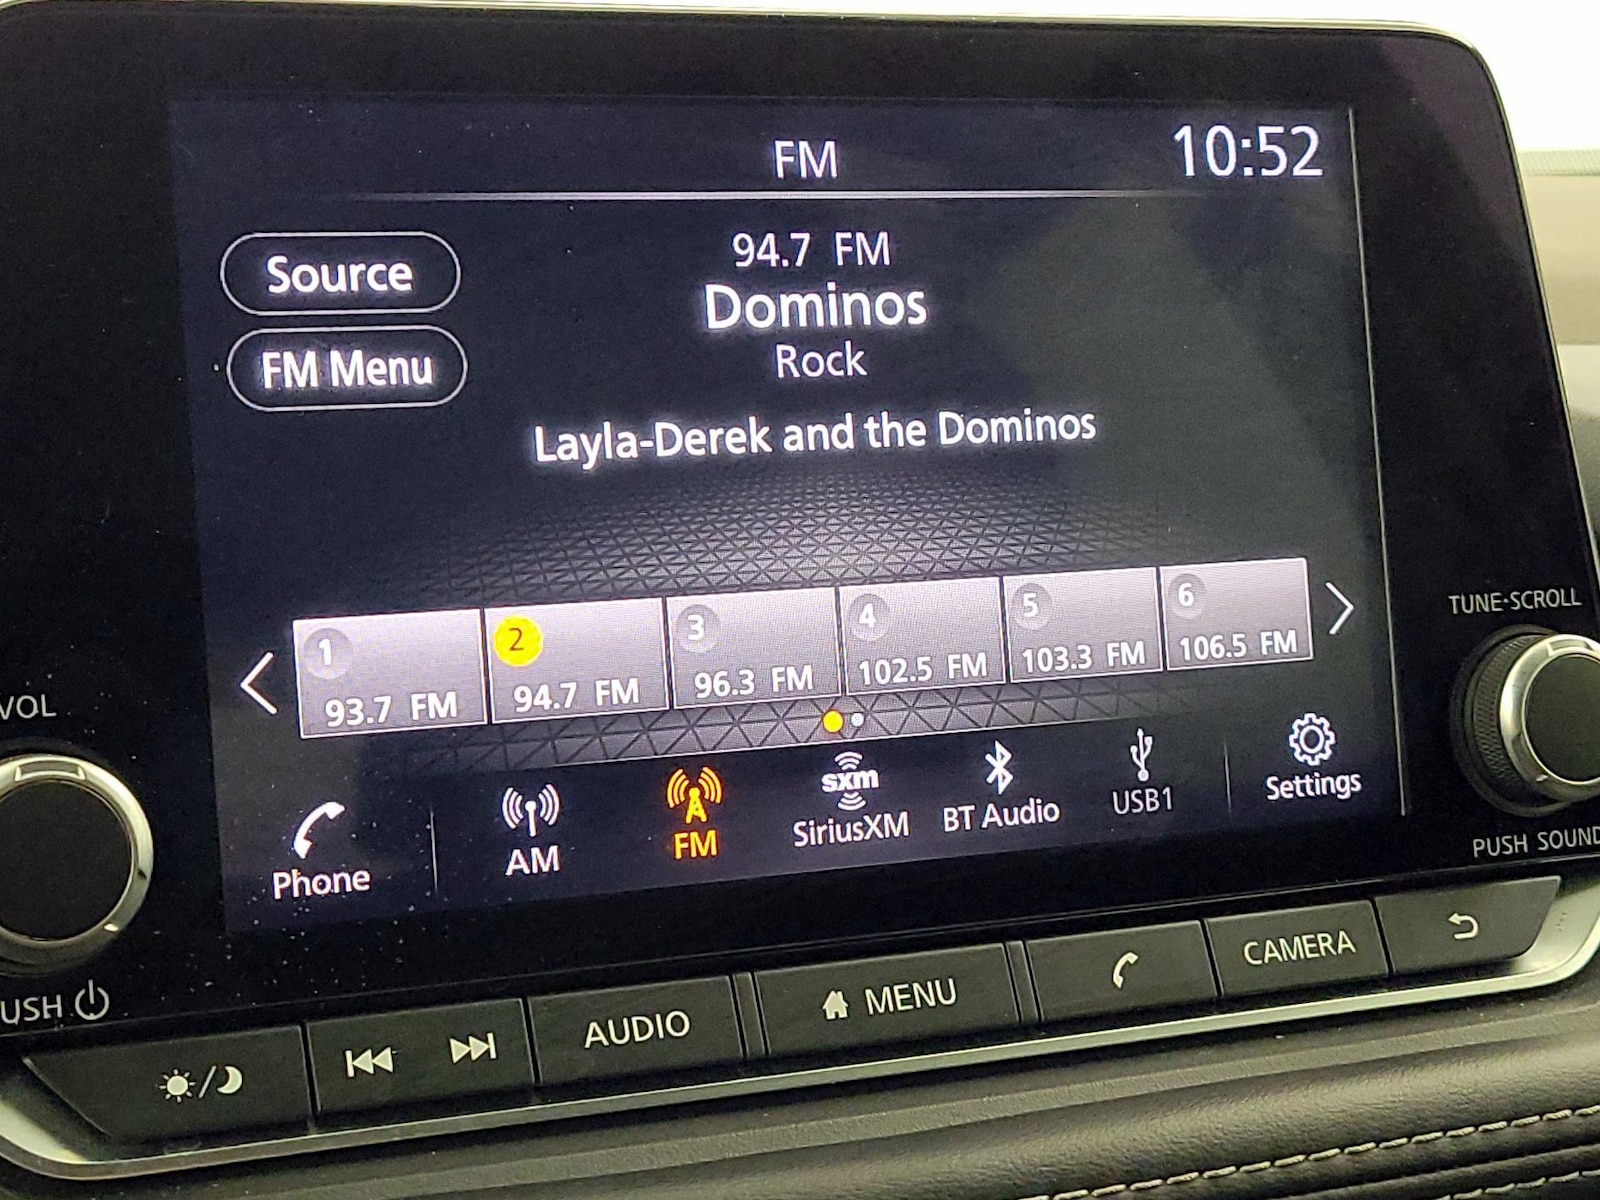 FM
10:52
Source
94.7 FM
Dominos
Rock
FM Menu
Layla-Derek and the Dominos
1
93.7 FM
2
94.7 FM
3
96.3 FM
4
102.5 FM
5
103.3 FM
6
106.5 FM
TUNE·SCROLL
VOL
Phone
AM
FM
sxm
SiriusXM
BT Audio
USB1
Settings
PUSH SOUND
USH
AUDIO
MENU
CAMERA